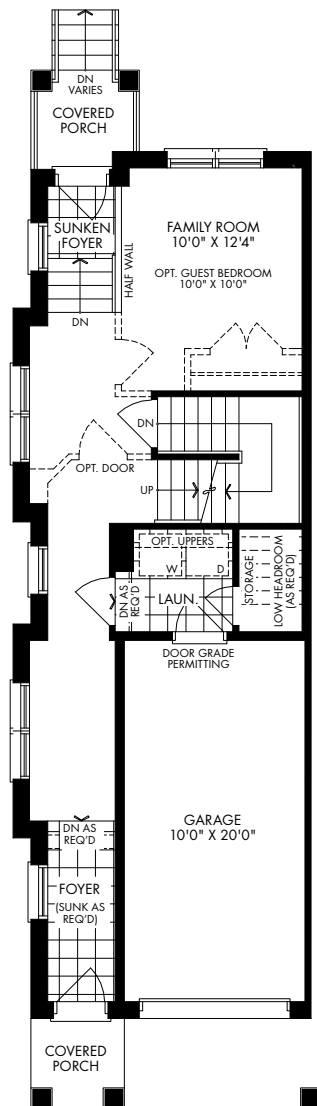 DN
VARIES
COVERED
PORCH
SUNKEN
FOYER
HALF WALL
FAMILY ROOM
10'0" X 12'4"
OPT. GUEST BEDROOM
10'0" X 10'0"
DN
DN
OPT. DOOR
UP
OPT. UPPERS
W
D
DN AS
REQ'D
LAUN.
STORAGE
LOW HEADROOM
(AS REQ'D)
DOOR GRADE
PERMITTING
GARAGE
10'0" X 20'0"
DN AS
REQ'D
FOYER
(SUNK AS
REQ'D)
COVERED
PORCH